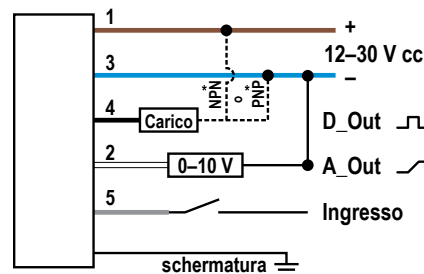 1
+
12–30 V cc
3
–
*
NPN
o
*
PNP
4
Carico
D_Out
2
0–10 V
A_Out
5
Ingresso
schermatura